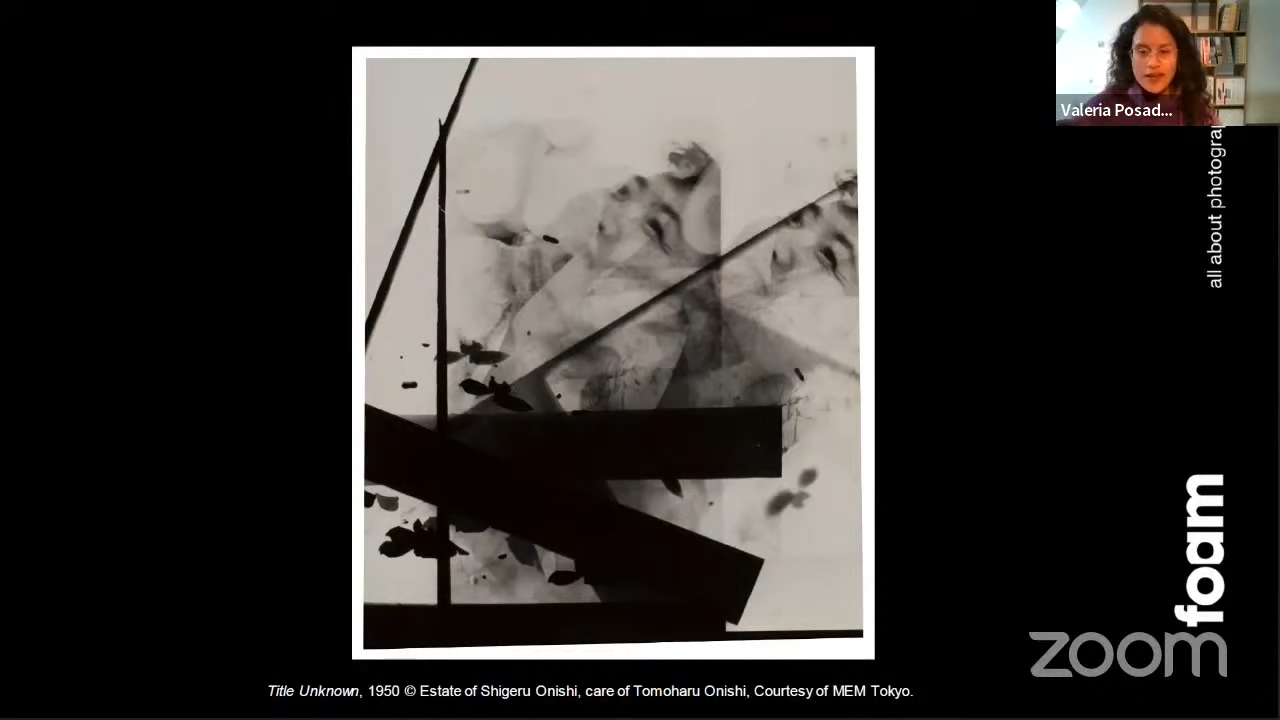 Valeria Posad...
all about photogra
foam
zoom
Title Unknown, 1950 © Estate of Shigeru Onishi, care of Tomoharu Onishi, Courtesy of MEM Tokyo.